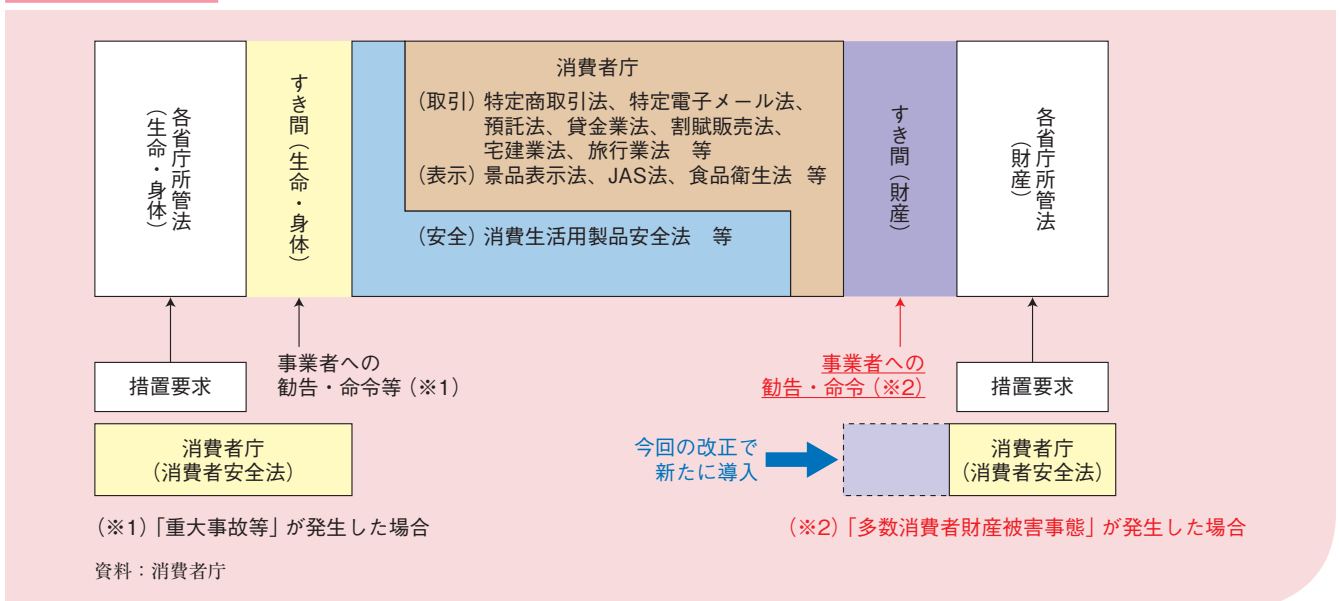 各省庁所管法
（生命・身体）
すき間（生命・身体）
消費者庁
（取引）特定商取引法、特定電子メール法、
預託法、貸金業法、割賦販売法、
宅建業法、旅行業法　等
（表示）景品表示法、JAS法、食品衛生法　等
（安全）消費生活用製品安全法　等
すき間（財産）
各省庁所管法
（財産）
措置要求
事業者への
勧告・命令等（※1）
事業者への
勧告・命令（※2）
措置要求
消費者庁
（消費者安全法）
今回の改正で
新たに導入
消費者庁
（消費者安全法）
（※1）「重大事故等」が発生した場合
（※2）「多数消費者財産被害事態」が発生した場合
資料：消費者庁